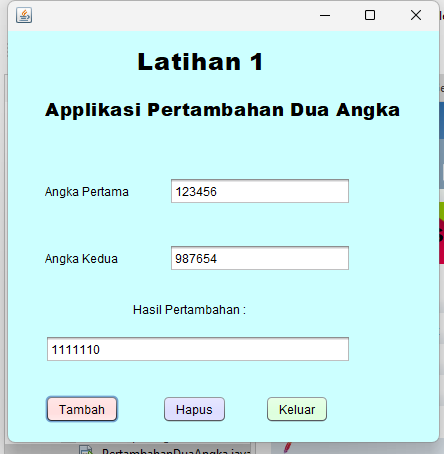 Latihan 1
Applikasi Pertambahan Dua Angka
Angka Pertama 123456
Angka Kedua 987654
Hasil Pertambahan :
1111110
Tambah Hapus Keluar
PertambahanDuaAngka.java